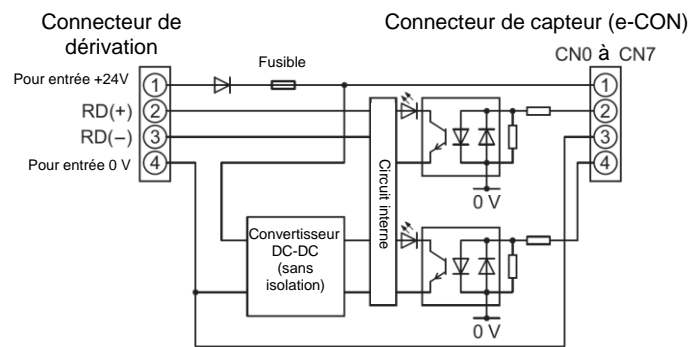 Connecteur de
dérivation
Connecteur de capteur (e-CON)
CN0 à CN7
Pour entrée +24V
1
Fusible
1
RD(+)
2
2
RD(−)
3
3
Pour entrée 0 V
4
4
Circuit interne
0 V
Convertisseur
DC-DC
(sans
isolation)
0 V